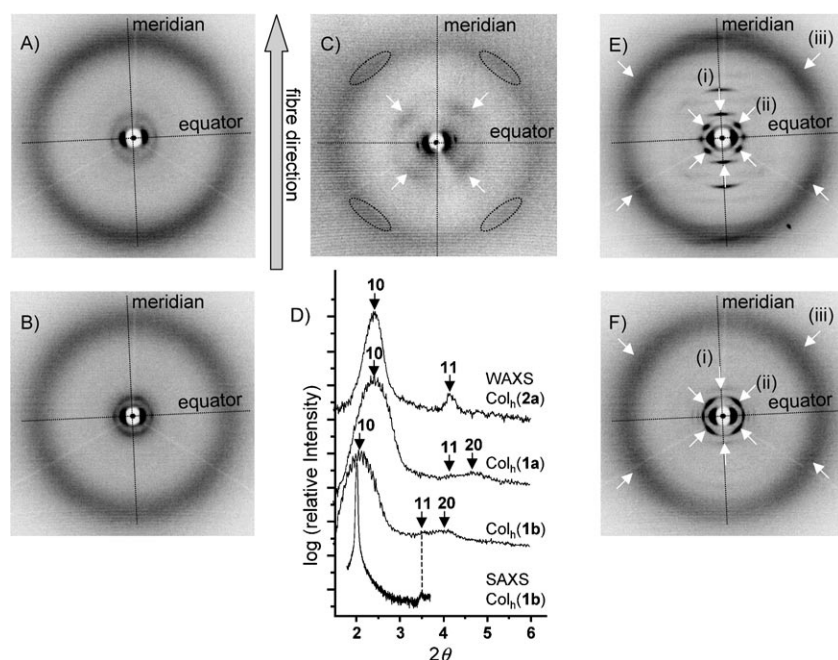 A)
meridian
equator
fibre direction
C)
meridian
equator
E)
meridian
(iii)
(i)
(ii)
equator
B)
meridian
equator
D)
10
10
11
WAXS
Colh(2a)
10
11 20
Colh(1a)
11 20
Colh(1b)
SAXS
Colh(1b)
log (relative Intensity)
2 3 4 5 6
2θ
F)
meridian
(iii)
(i)
(ii)
equator